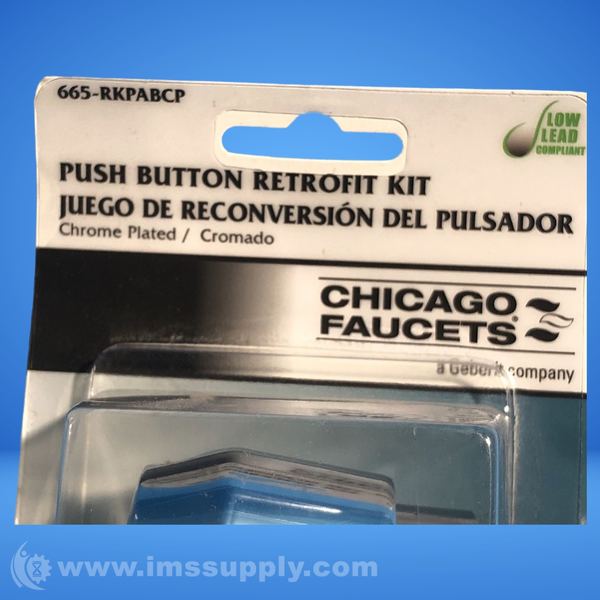 665-RKPABCP
LOW
LEAD
COMPLIANT
PUSH BUTTON RETROFIT KIT
JUEGO DE RECONVERSIÓN DEL PULSADOR
Chrome Plated / Cromado
CHICAGO
FAUCETS®
a Geberit company
www.imssupply.com